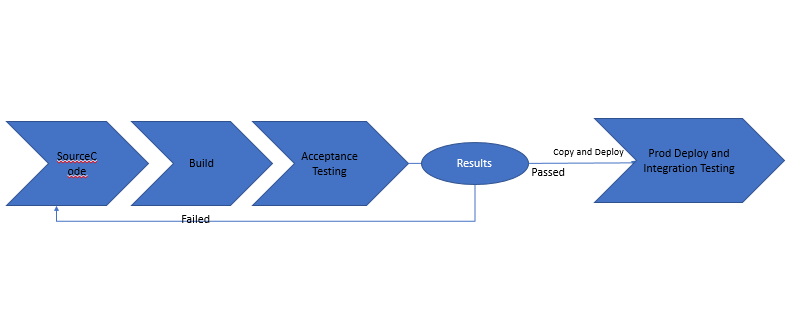 SourceC
ode
Build
Acceptance
Testing
Results
Copy and Deploy
Passed
Prod Deploy and
Integration Testing
Failed